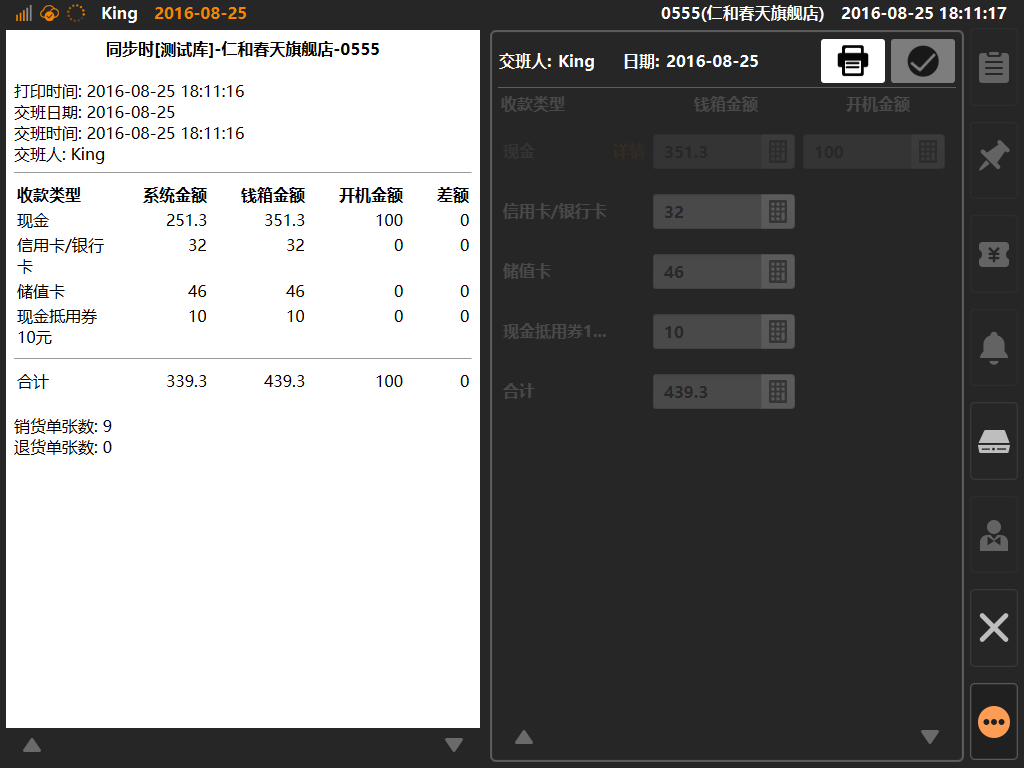 King 2016-08-25 0555(仁和春天旗舰店) 2016-08-25 18:11:17
同步时[测试库]-仁和春天旗舰店-0555
打印时间: 2016-08-25 18:11:16
交班日期: 2016-08-25
交班时间: 2016-08-25 18:11:16
交班人: King
收款类型 系统金额 钱箱金额 开机金额 差额
现金 251.3 351.3 100 0
信用卡/银行 32 32 0 0
卡
储值卡 46 46 0 0
现金抵用券 10 10 0 0
10元
合计 339.3 439.3 100 0
销货单张数: 9
退货单张数: 0
交班人: King 日期: 2016-08-25
收款类型 钱箱金额 开机金额
现金 详情 351.3 100
信用卡/银行卡 32
储值卡 46
现金抵用券1... 10
合计 439.3
¥